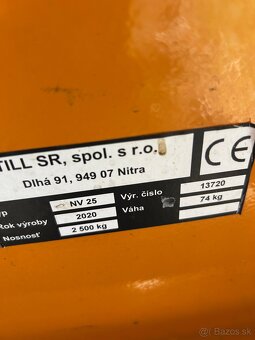 TILL SR, spol. s r.o.
Dlhá 91, 949 07 Nitra
CE
yp NV 25 Výr. číslo 13720
Rok výroby 2020 Váha 74 kg
Nosnosť 2 500 kg
bazos.sk